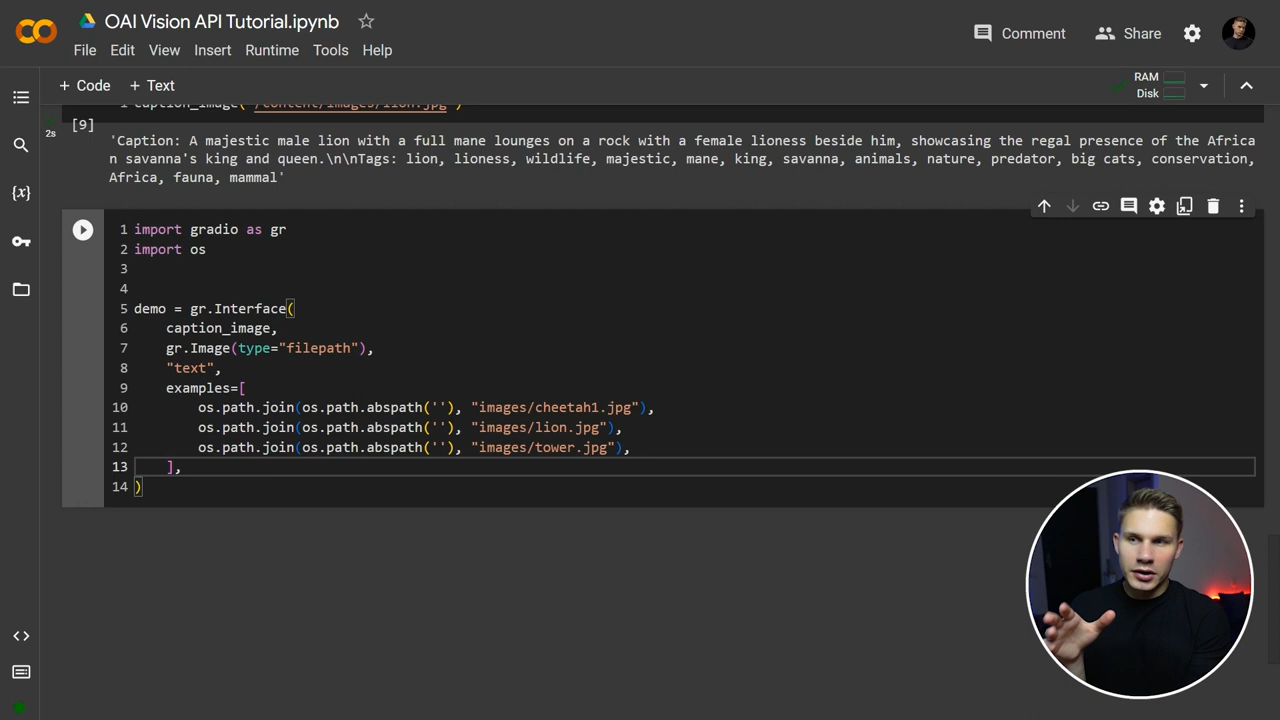 OAI Vision API Tutorial.ipynb
File Edit View Insert Runtime Tools Help
Comment
Share
+ Code + Text
RAM
Disk
1 caption_image("/content/images/lion.jpg")
[9]
2s
'Caption: A majestic male lion with a full mane lounges on a rock with a female lioness beside him, showcasing the regal presence of the Africa
n savanna's king and queen.\n\nTags: lion, lioness, wildlife, majestic, mane, king, savanna, animals, nature, predator, big cats, conservation,
Africa, fauna, mammal'
{x}
1 import gradio as gr
2 import os
3
4
5 demo = gr.Interface(
6 caption_image,
7 gr.Image(type="filepath"),
8 "text",
9 examples=[
10 os.path.join(os.path.abspath(''), "images/cheetah1.jpg"),
11 os.path.join(os.path.abspath(''), "images/lion.jpg"),
12 os.path.join(os.path.abspath(''), "images/tower.jpg"),
13 ],
14 )